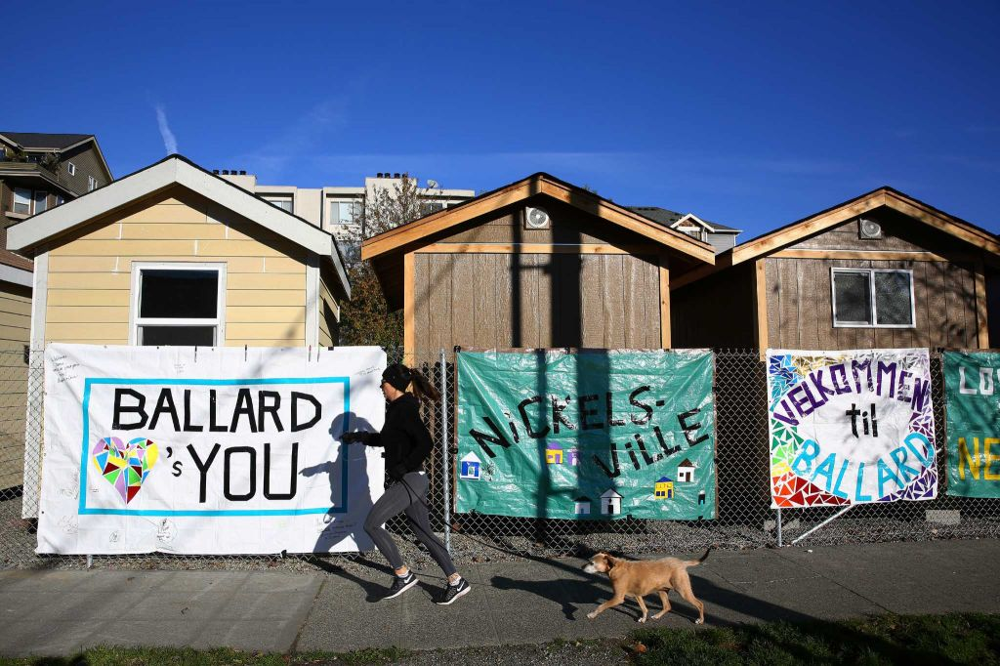 BALLARD
's YOU
NICKELS-
VILLE
VELKOMMEN
til
BALLARD
LO
NE